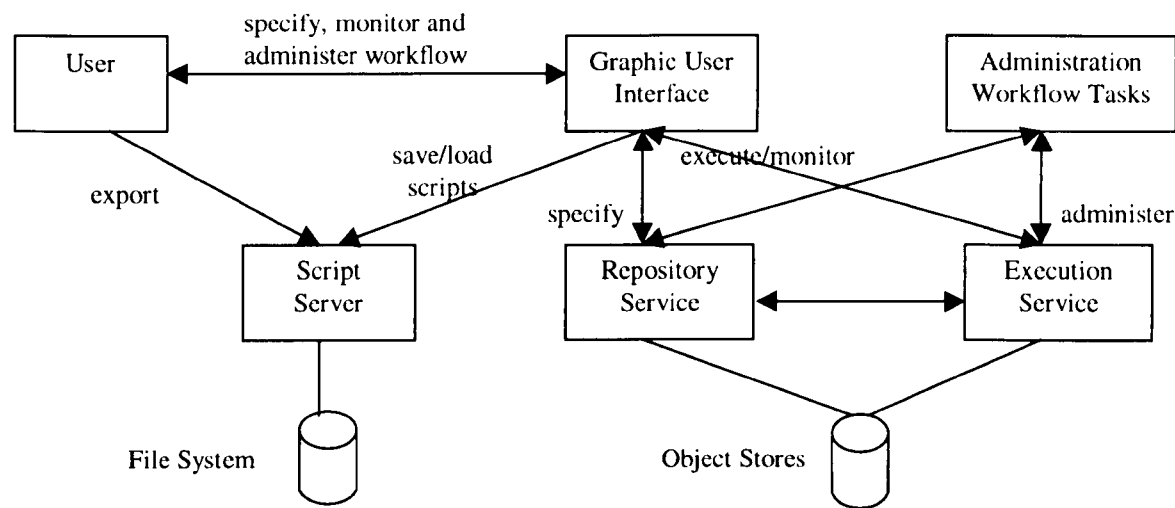 specify, monitor and
administer workflow
User
Graphic User
Interface
Administration
Workflow Tasks
save/load
scripts
execute/monitor
export
specify
administer
Script
Server
Repository
Service
Execution
Service
File System
Object Stores